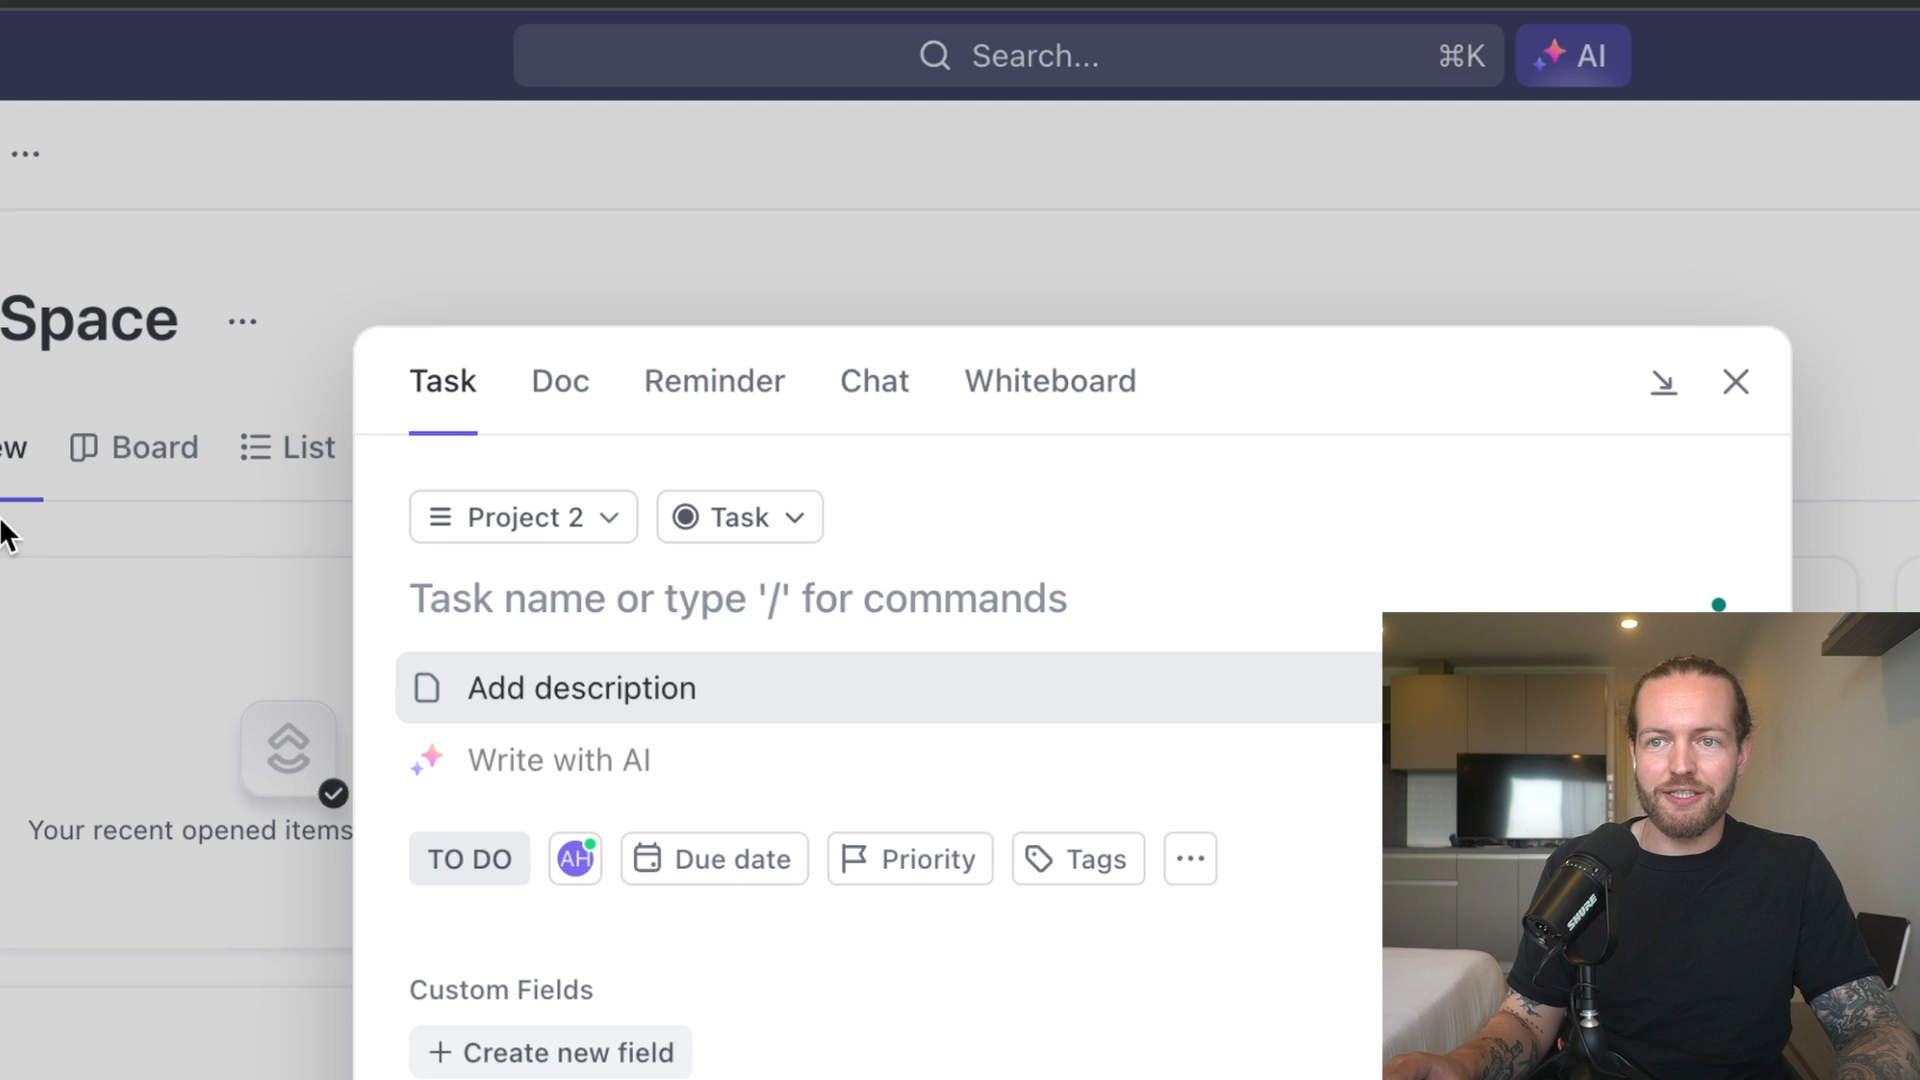 Search...
⌘K
AI
...
Space
...
ew
Board
List
Task
Doc
Reminder
Chat
Whiteboard
Project 2
Task
Task name or type '/' for commands
Add description
Write with AI
Your recent opened items
TO DO
AH
Due date
Priority
Tags
...
SHURE
Custom Fields
+ Create new field